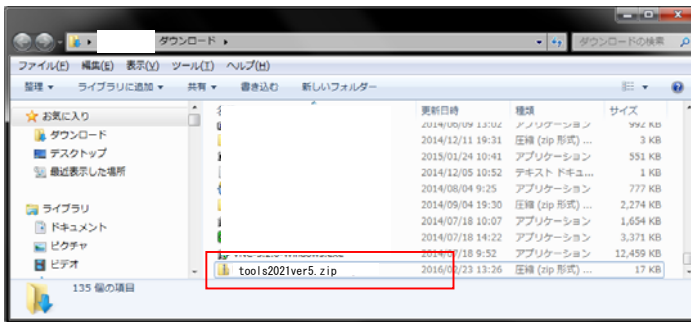 ダウンロード
ダウンロードの検索
ファイル(F) 編集(E) 表示(V) ツール(T) ヘルプ(H)
整理 ライブラリに追加 共有 書き込む 新しいフォルダー
更新日時 種類 サイズ
お気に入り
ダウンロード
デスクトップ
最近表示した場所
ライブラリ
ドキュメント
ピクチャ
ビデオ
2014/06/09 13:02 アプリケーション 992 KB
2014/12/11 19:31 圧縮 (zip 形式) ... 3 KB
2015/01/24 10:41 アプリケーション 551 KB
2014/12/05 10:52 テキスト ドキュ... 1 KB
2014/08/04 9:25 アプリケーション 777 KB
2014/09/04 19:30 圧縮 (zip 形式) ... 2,274 KB
2014/07/18 10:07 アプリケーション 1,654 KB
2014/07/18 14:22 アプリケーション 3,371 KB
2014/07/18 9:52 アプリケーション 12,459 KB
tools2021ver5.zip 2016/02/23 13:26 圧縮 (zip 形式) ... 17 KB
135 個の項目